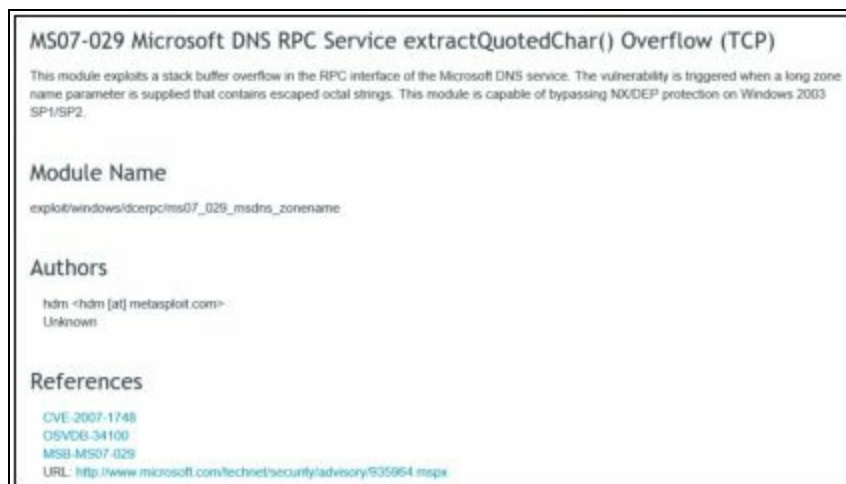 MS07-029 Microsoft DNS RPC Service extractQuotedChar() Overflow (TCP)
This module exploits a stack buffer overflow in the RPC interface of the Microsoft DNS service. The vulnerability is triggered when a long zone
name parameter is supplied that contains escaped octal strings. This module is capable of bypassing NX/DEP protection on Windows 2003
SP1/SP2.
Module Name
exploit/windows/dcerpc/ms07_029_msdns_zonename
Authors
hdm <hdm [at] metasploit.com>
Unknown
References
CVE-2007-1748
OSVDB-34100
MSB-MS07-029
URL: http://www.microsoft.com/technet/security/advisory/935964.mspx